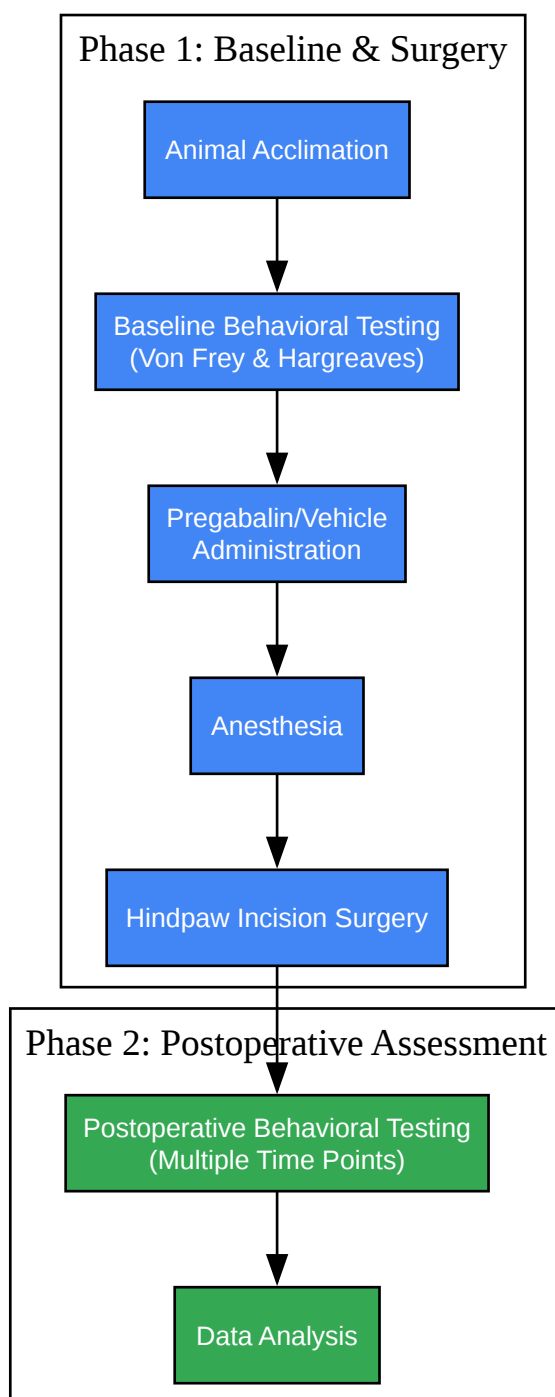 Phase 1: Baseline & Surgery
Animal Acclimation
Baseline Behavioral Testing
(Von Frey & Hargreaves)
Pregabalin/Vehicle
Administration
Anesthesia
Hindpaw Incision Surgery
Phase 2: Postoperative Assessment
Postoperative Behavioral Testing
(Multiple Time Points)
Data Analysis